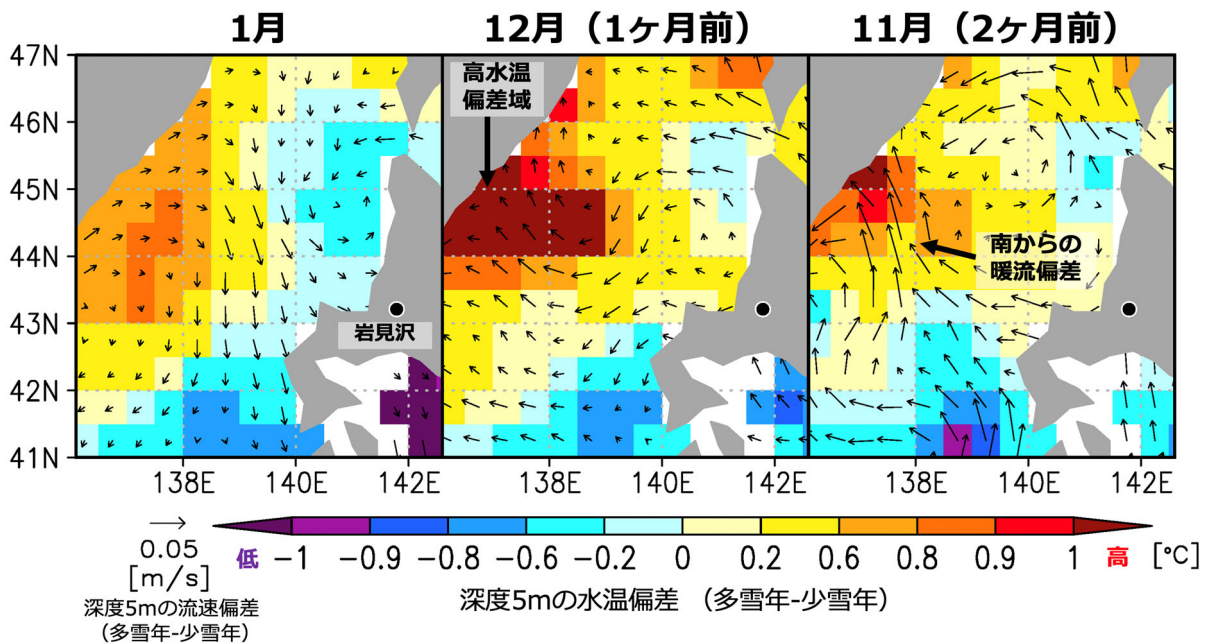 1月
12月（1ヶ月前）
11月（2ヶ月前）
47N
46N
45N
44N
43N
42N
41N
高水温
偏差域
南からの
暖流偏差
岩見沢
138E 140E 142E
138E 140E 142E
138E 140E 142E
0.05
[m/s]
深度5mの流速偏差
（多雪年-少雪年）
低 -1 -0.9 -0.8 -0.6 -0.2 0 0.2 0.6 0.8 0.9 1 高 [°C]
深度5mの水温偏差 （多雪年-少雪年）